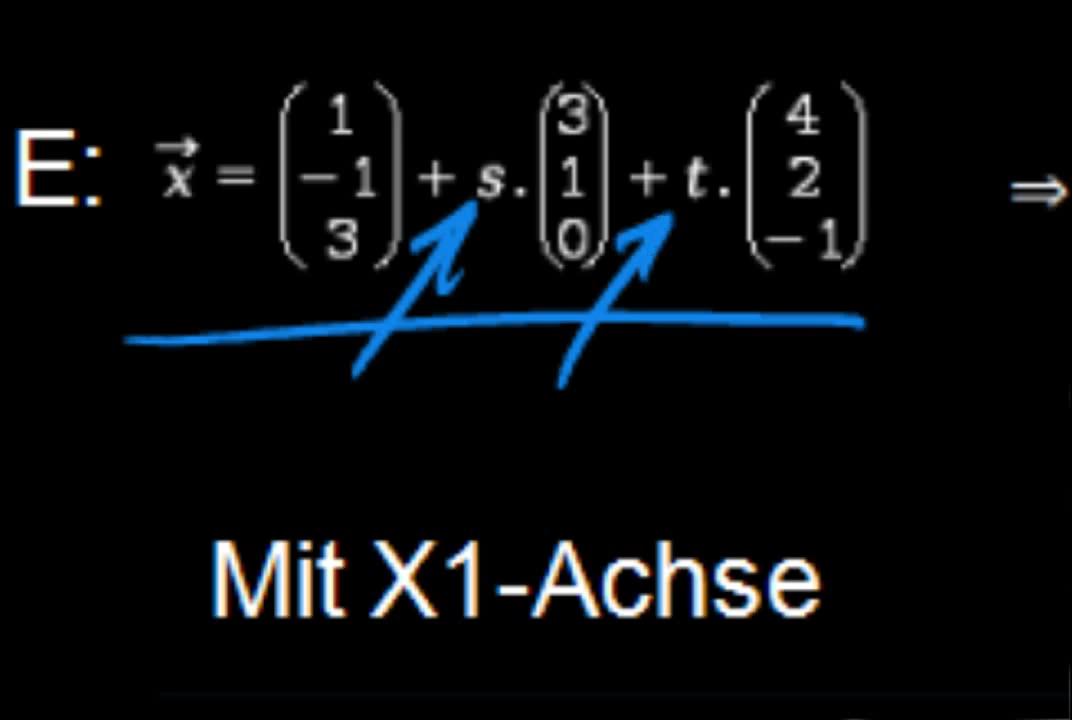 E: x⃗ = (1 −1 3) + s. (3 1 0) + t. (4 2 −1) ⇒
Mit X1-Achse